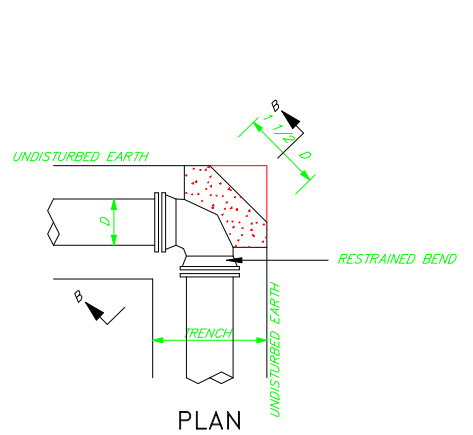 B
1 1/2 D
UNDISTURBED EARTH
D
RESTRAINED BEND
B
TRENCH
UNDISTURBED EARTH
PLAN